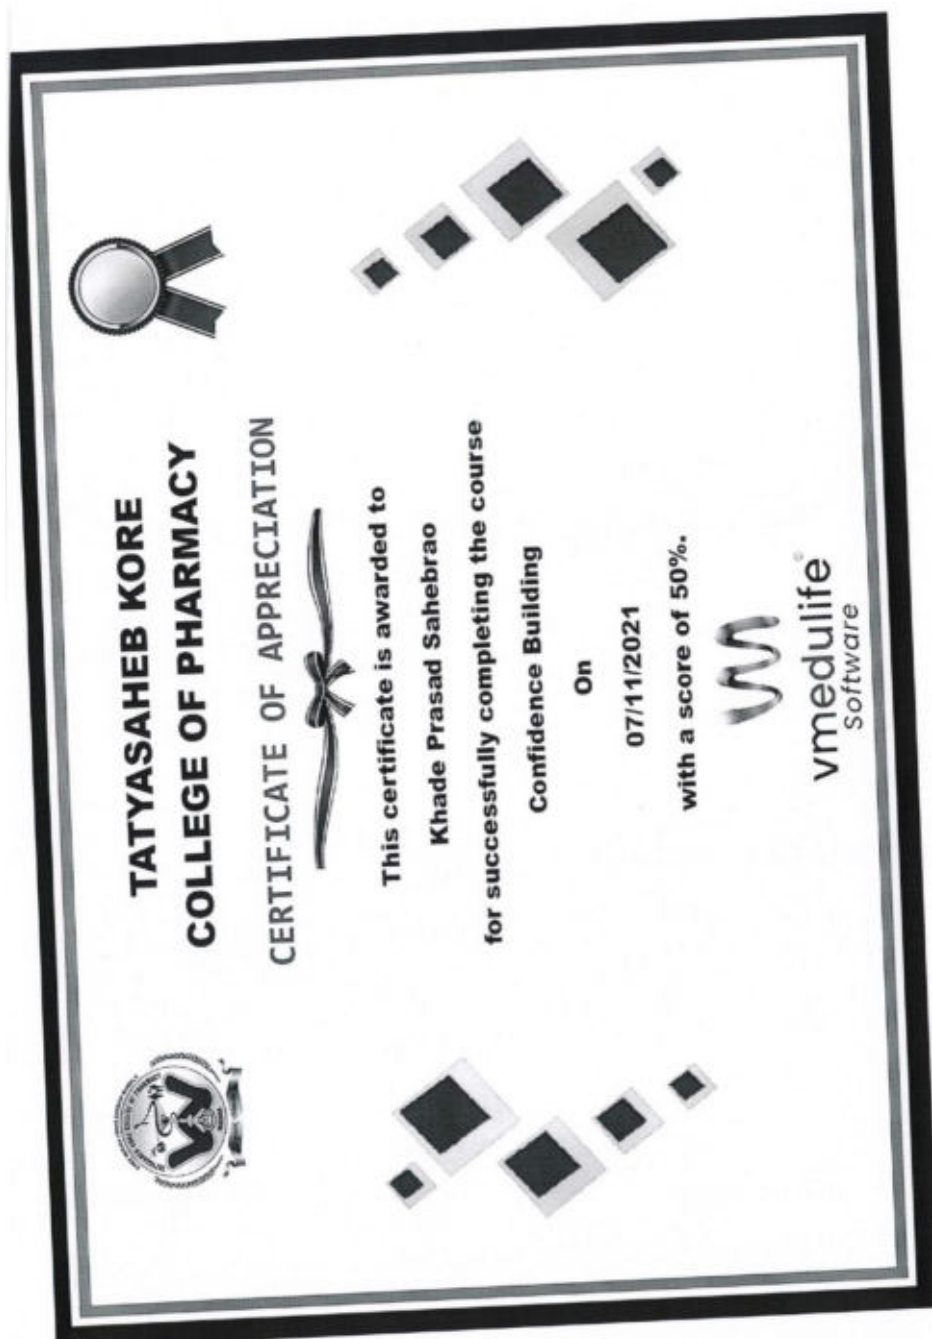 TATYASAHEB KORE
COLLEGE OF PHARMACY
CERTIFICATE OF APPRECIATION
This certificate is awarded to
Khade Prasad Sahebrao
for successfully completing the course
Confidence Building
On
07/11/2021
with a score of 50%.
vmedulife
Software